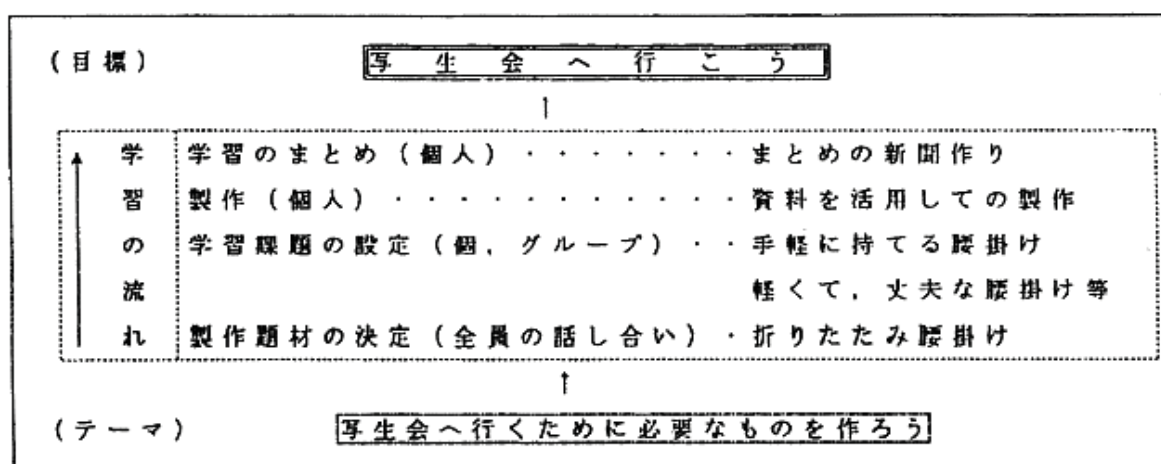 (目標) 写生会へ行こう
↑
学 学習のまとめ(個人)・・・・・・・まとめの新聞作り
習 製作(個人)・・・・・・・・・・・資料を活用しての製作
の 学習課題の設定(個,グループ)・・手軽に持てる腰掛け
流 軽くて,丈夫な腰掛け等
れ 製作題材の決定(全員の話し合い)・折りたたみ腰掛け
↑
(テーマ) 写生会へ行くために必要なものを作ろう